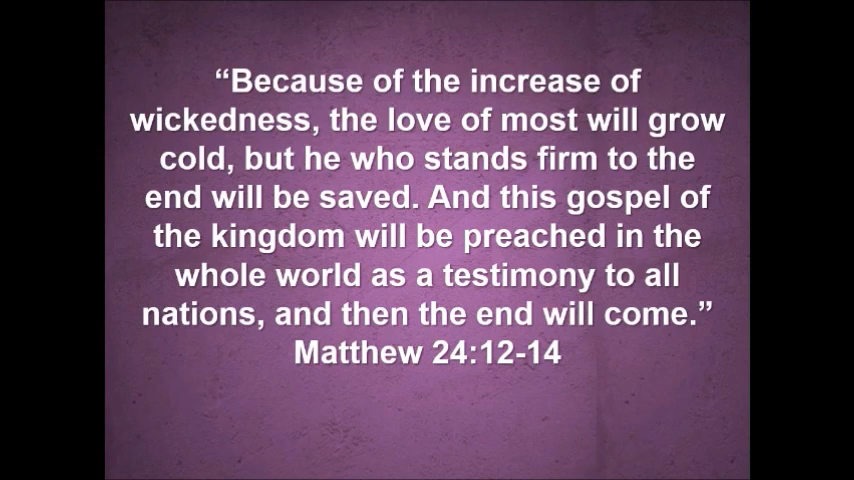 “Because of the increase of
wickedness, the love of most will grow
cold, but he who stands firm to the
end will be saved. And this gospel of
the kingdom will be preached in the
whole world as a testimony to all
nations, and then the end will come.”
Matthew 24:12-14